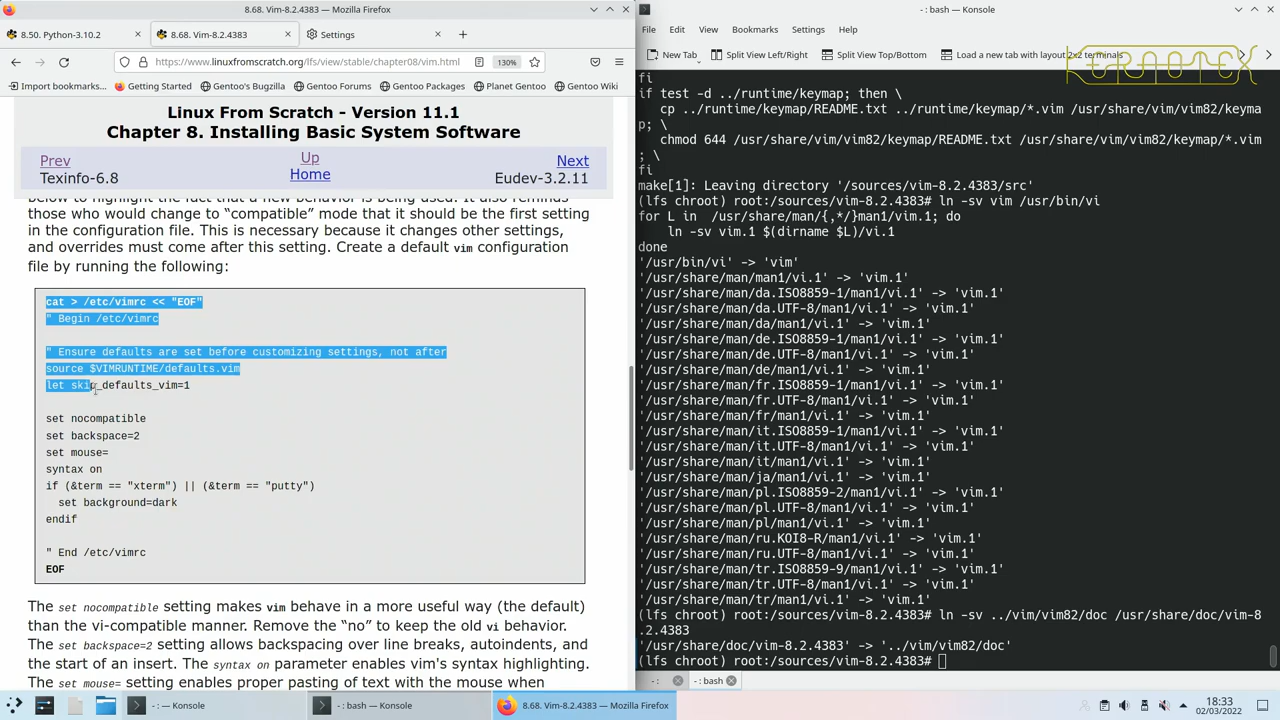 8.68. Vim-8.2.4383 — Mozilla Firefox
8.50. Python-3.10.2
8.68. Vim-8.2.4383
Settings
https://www.linuxfromscratch.org/lfs/view/stable/chapter08/vim.html
130%
Import bookmarks...
Getting Started
Gentoo's Bugzilla
Gentoo Forums
Gentoo Packages
Planet Gentoo
Gentoo Wiki
Linux From Scratch - Version 11.1
Chapter 8. Installing Basic System Software
Prev
Up
Next
Texinfo-6.8
Home
Eudev-3.2.11
below to highlight the fact that a new behavior is being used. It also reminds
those who would change to “compatible” mode that it should be the first setting
in the configuration file. This is necessary because it changes other settings,
and overrides must come after this setting. Create a default vim configuration
file by running the following:
cat > /etc/vimrc << "EOF"
" Begin /etc/vimrc
" Ensure defaults are set before customizing settings, not after
source $VIMRUNTIME/defaults.vim
let skip_defaults_vim=1
set nocompatible
set backspace=2
set mouse=
syntax on
if (&term == "xterm") || (&term == "putty")
set background=dark
endif
" End /etc/vimrc
EOF
The set nocompatible setting makes vim behave in a more useful way (the default)
than the vi-compatible manner. Remove the “no” to keep the old vi behavior.
The set backspace=2 setting allows backspacing over line breaks, autoindents, and
the start of an insert. The syntax on parameter enables vim's syntax highlighting.
The set mouse= setting enables proper pasting of text with the mouse when
- : bash — Konsole
File
Edit
View
Bookmarks
Settings
Help
New Tab
Split View Left/Right
Split View Top/Bottom
Load a new tab with layout 2x2 terminals
KERNOTEX
fi
if test -d ../runtime/keymap; then \
cp ../runtime/keymap/README.txt ../runtime/keymap/*.vim /usr/share/vim/vim82/keyma
p; \
chmod 644 /usr/share/vim/vim82/keymap/README.txt /usr/share/vim/vim82/keymap/*.vim
; \
fi
make[1]: Leaving directory '/sources/vim-8.2.4383/src'
(lfs chroot) root:/sources/vim-8.2.4383# ln -sv vim /usr/bin/vi
for L in  /usr/share/man/{,*/}man1/vim.1; do
ln -sv vim.1 $(dirname $L)/vi.1
done
'/usr/bin/vi' -> 'vim'
'/usr/share/man/man1/vi.1' -> 'vim.1'
'/usr/share/man/da.ISO8859-1/man1/vi.1' -> 'vim.1'
'/usr/share/man/da.UTF-8/man1/vi.1' -> 'vim.1'
'/usr/share/man/da/man1/vi.1' -> 'vim.1'
'/usr/share/man/de.ISO8859-1/man1/vi.1' -> 'vim.1'
'/usr/share/man/de.UTF-8/man1/vi.1' -> 'vim.1'
'/usr/share/man/de/man1/vi.1' -> 'vim.1'
'/usr/share/man/fr.ISO8859-1/man1/vi.1' -> 'vim.1'
'/usr/share/man/fr.UTF-8/man1/vi.1' -> 'vim.1'
'/usr/share/man/fr/man1/vi.1' -> 'vim.1'
'/usr/share/man/it.ISO8859-1/man1/vi.1' -> 'vim.1'
'/usr/share/man/it.UTF-8/man1/vi.1' -> 'vim.1'
'/usr/share/man/it/man1/vi.1' -> 'vim.1'
'/usr/share/man/ja/man1/vi.1' -> 'vim.1'
'/usr/share/man/pl.ISO8859-2/man1/vi.1' -> 'vim.1'
'/usr/share/man/pl.UTF-8/man1/vi.1' -> 'vim.1'
'/usr/share/man/pl/man1/vi.1' -> 'vim.1'
'/usr/share/man/ru.KOI8-R/man1/vi.1' -> 'vim.1'
'/usr/share/man/ru.UTF-8/man1/vi.1' -> 'vim.1'
'/usr/share/man/tr.ISO8859-9/man1/vi.1' -> 'vim.1'
'/usr/share/man/tr.UTF-8/man1/vi.1' -> 'vim.1'
'/usr/share/man/tr/man1/vi.1' -> 'vim.1'
(lfs chroot) root:/sources/vim-8.2.4383# ln -sv ../vim/vim82/doc /usr/share/doc/vim-8
.2.4383
'/usr/share/doc/vim-8.2.4383' -> '../vim/vim82/doc'
(lfs chroot) root:/sources/vim-8.2.4383#
- :
- : bash
- : — Konsole
- : bash — Konsole
8.68. Vim-8.2.4383 — Mozilla Firefox
18:33
02/03/2022